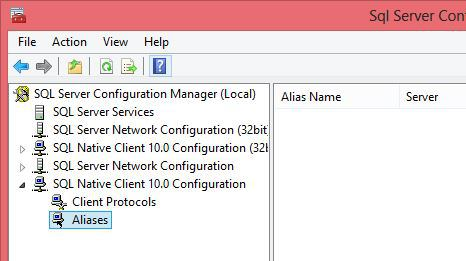 Sql Server Con
File Action View Help
SQL Server Configuration Manager (Local)
SQL Server Services
SQL Server Network Configuration (32bit
SQL Native Client 10.0 Configuration (32b
SQL Server Network Configuration
SQL Native Client 10.0 Configuration
Client Protocols
Aliases
Alias Name Server